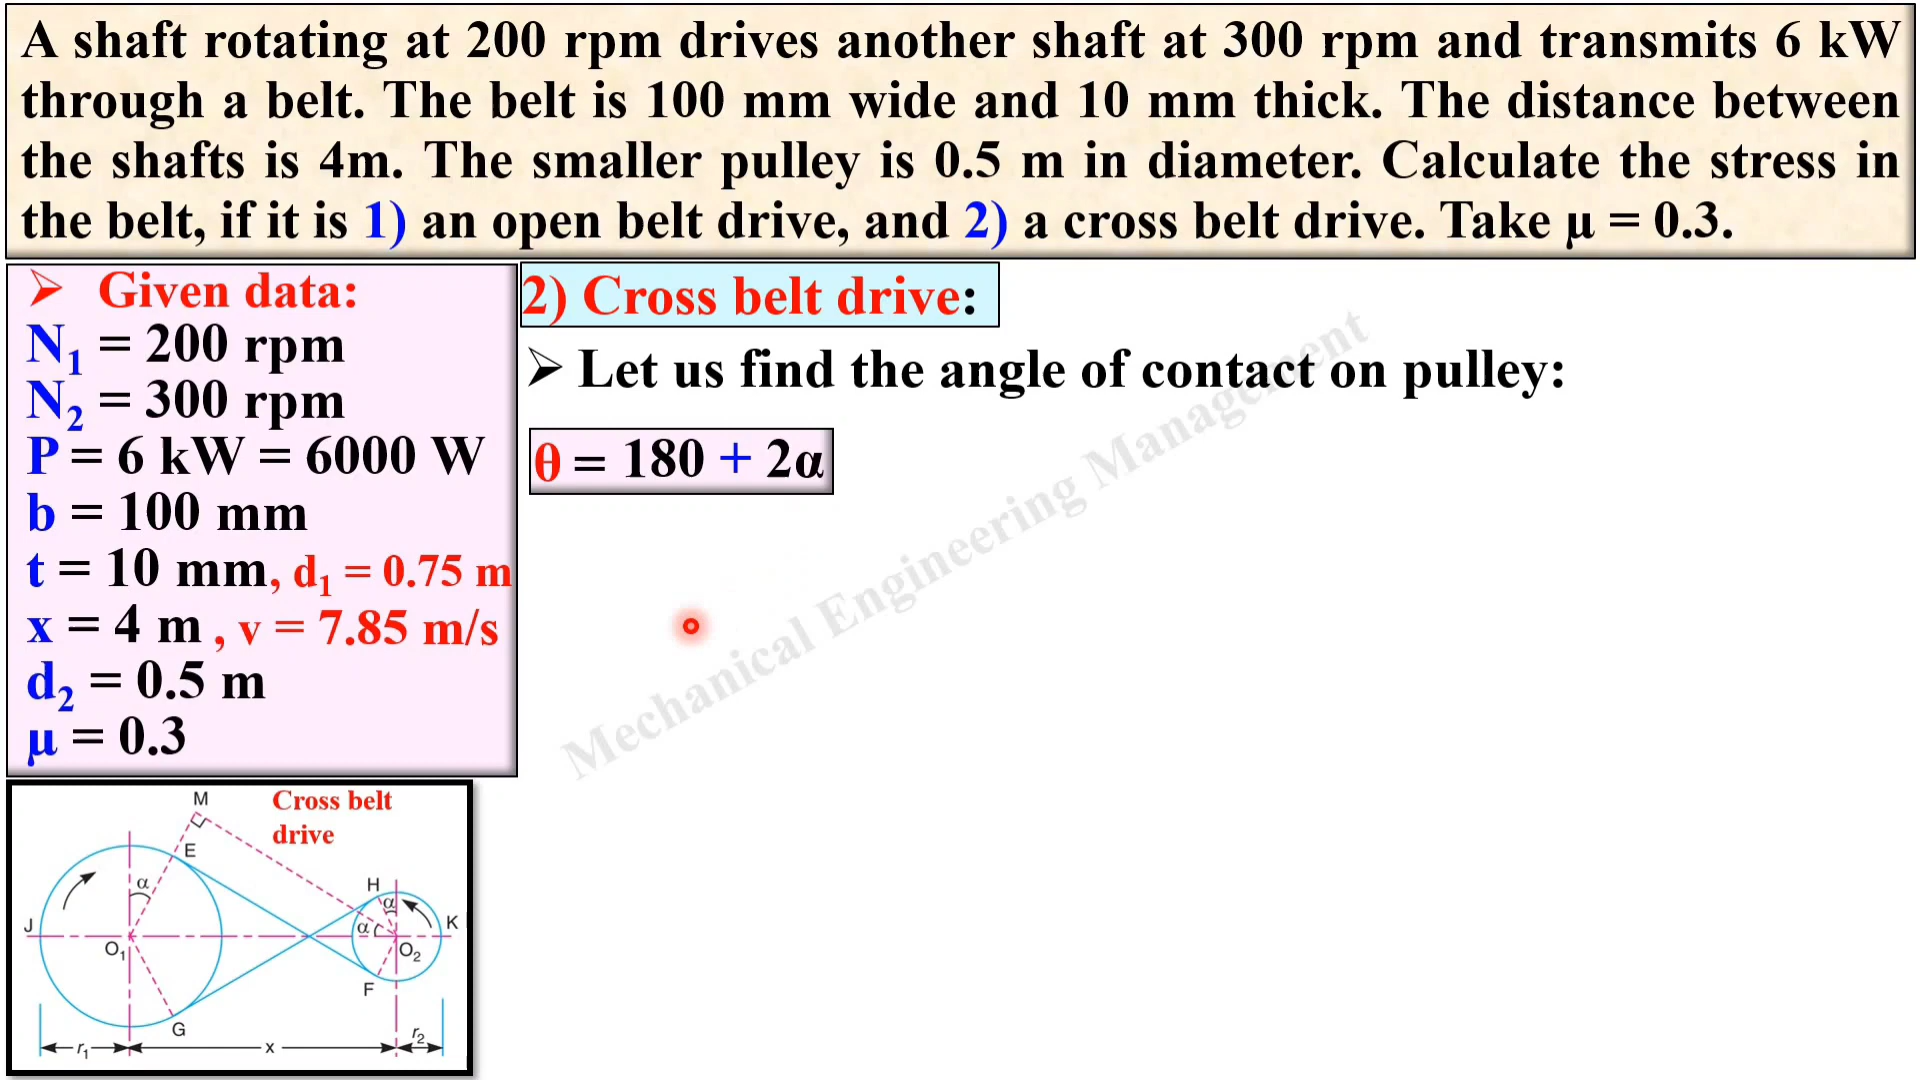 A shaft rotating at 200 rpm drives another shaft at 300 rpm and transmits 6 kW
through a belt. The belt is 100 mm wide and 10 mm thick. The distance between
the shafts is 4m. The smaller pulley is 0.5 m in diameter. Calculate the stress in
the belt, if it is 1) an open belt drive, and 2) a cross belt drive. Take μ = 0.3.
➢ Given data:
N₁ = 200 rpm
N₂ = 300 rpm
P = 6 kW = 6000 W
b = 100 mm
t = 10 mm, d₁ = 0.75 m
x = 4 m , v = 7.85 m/s
d₂ = 0.5 m
μ = 0.3
2) Cross belt drive:
➢ Let us find the angle of contact on pulley:
θ = 180 + 2α
Mechanical Engineering Management
Cross belt
drive
M
E
α
H
α
J
α
K
O₁
O₂
F
G
r₁
x
r₂